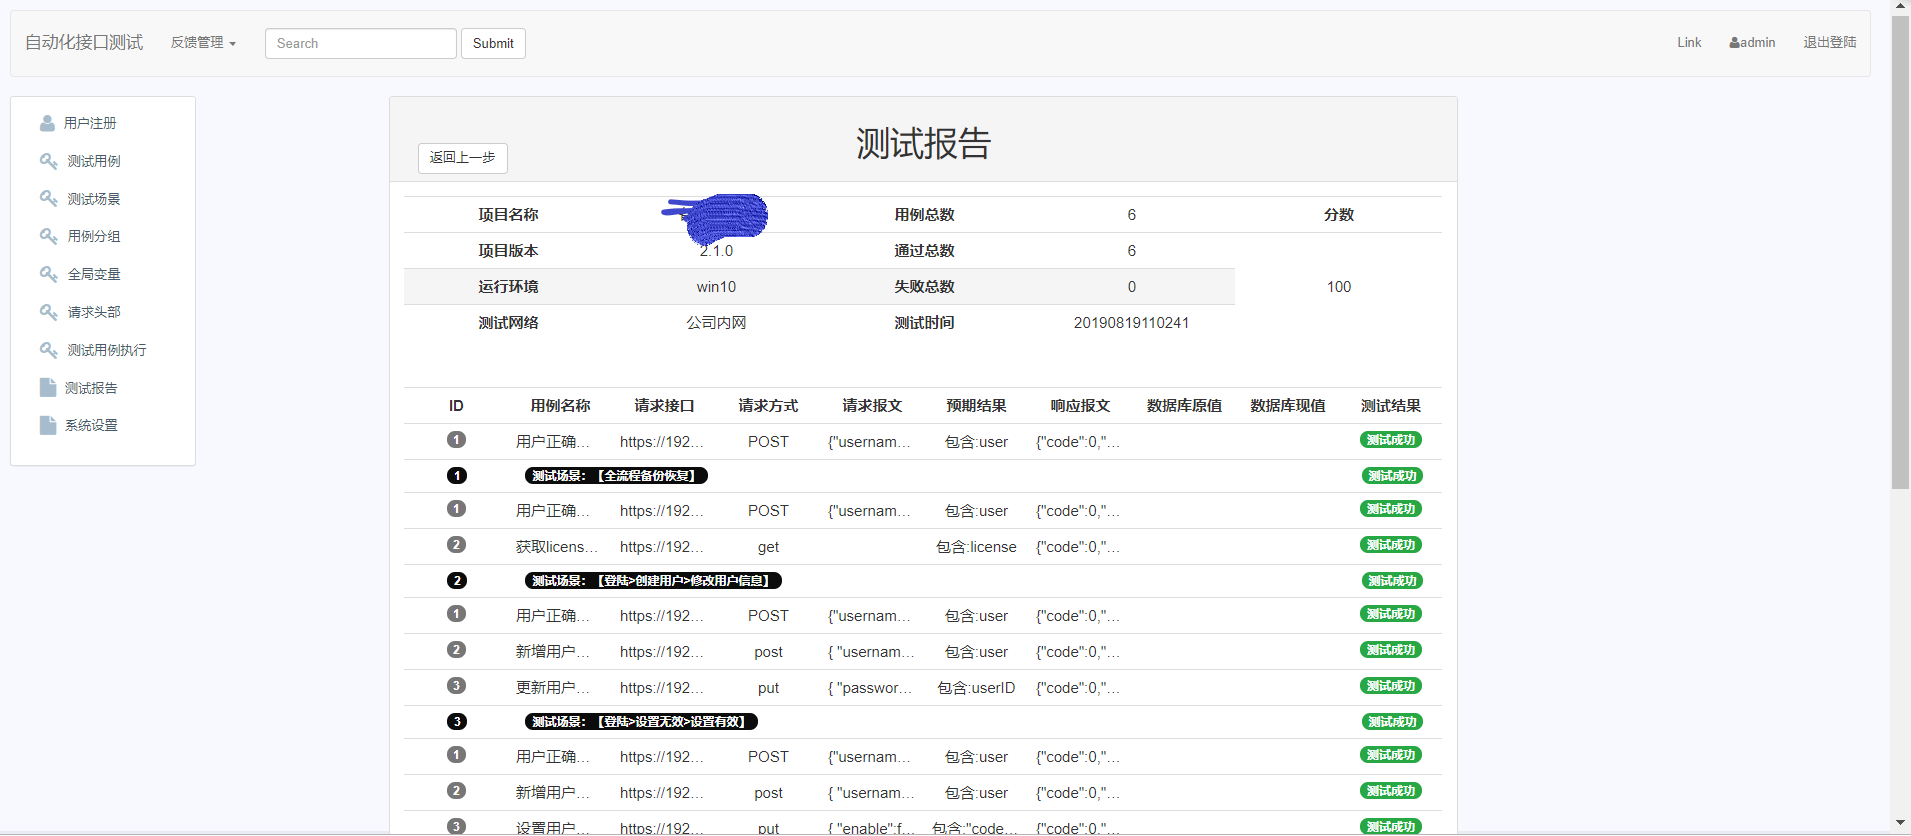 自动化接口测试 反馈管理 Search Submit Link admin 退出登陆
用户注册
测试用例
测试场景
用例分组
全局变量
请求头部
测试用例执行
测试报告
系统设置
测试报告
返回上一步
项目名称 用例总数 6 分数
项目版本 2.1.0 通过总数 6
运行环境 win10 失败总数 0 100
测试网络 公司内网 测试时间 20190819110241
ID 用例名称 请求接口 请求方式 请求报文 预期结果 响应报文 数据库原值 数据库现值 测试结果
1 用户正确... https://192... POST {"usernam... 包含:user {"code":0,"... 测试成功
1 测试场景：【全流程备份恢复】 测试成功
1 用户正确... https://192... POST {"usernam... 包含:user {"code":0,"... 测试成功
2 获取licens... https://192... get 包含:license {"code":0,"... 测试成功
2 测试场景：【登陆>创建用户>修改用户信息】 测试成功
1 用户正确... https://192... POST {"usernam... 包含:user {"code":0,"... 测试成功
2 新增用户... https://192... post { "usernam... 包含:user {"code":0,"... 测试成功
3 更新用户... https://192... put { "passwor... 包含:userID {"code":0,"... 测试成功
3 测试场景：【登陆>设置无效>设置有效】 测试成功
1 用户正确... https://192... POST {"usernam... 包含:user {"code":0,"... 测试成功
2 新增用户... https://192... post { "usernam... 包含:user {"code":0,"... 测试成功
3 设置用户... https://192... put { "enable":f... 包含:"code... {"code":0,"... 测试成功